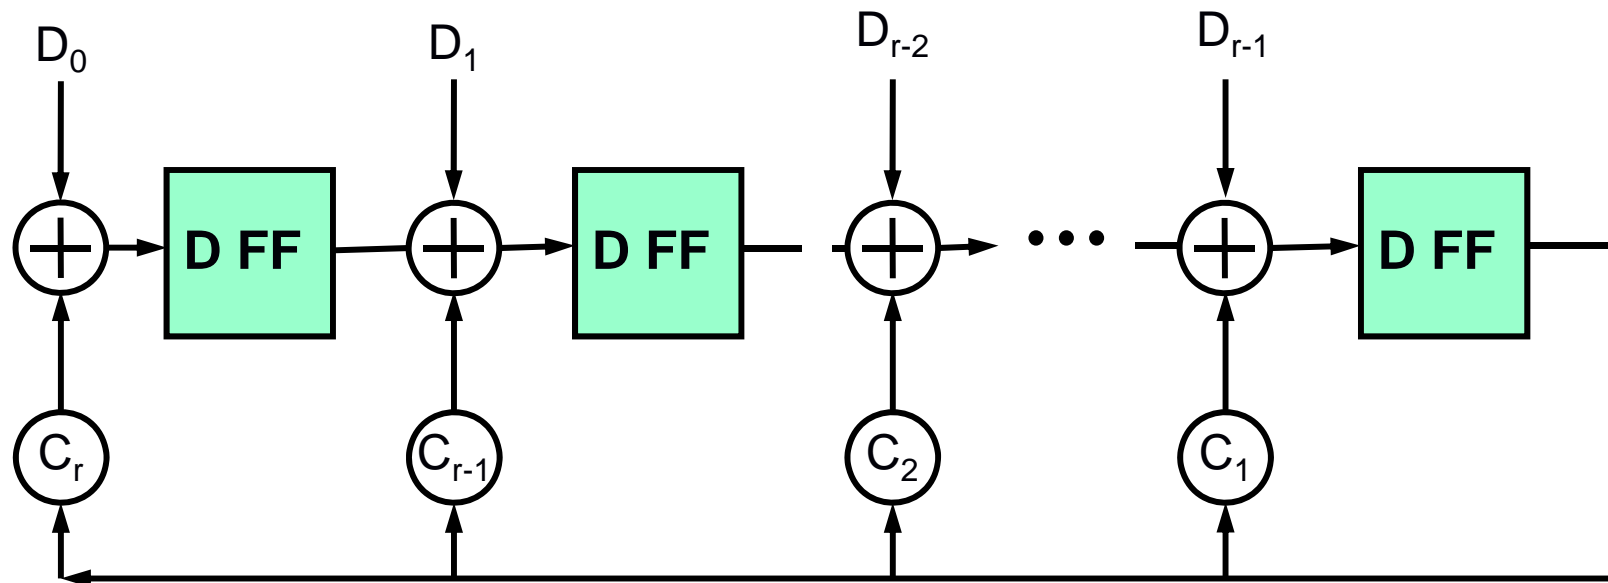 D₀ D₁ Dᵣ₋₂ Dᵣ₋₁
D FF D FF ••• D FF
Cᵣ Cᵣ₋₁ C₂ C₁